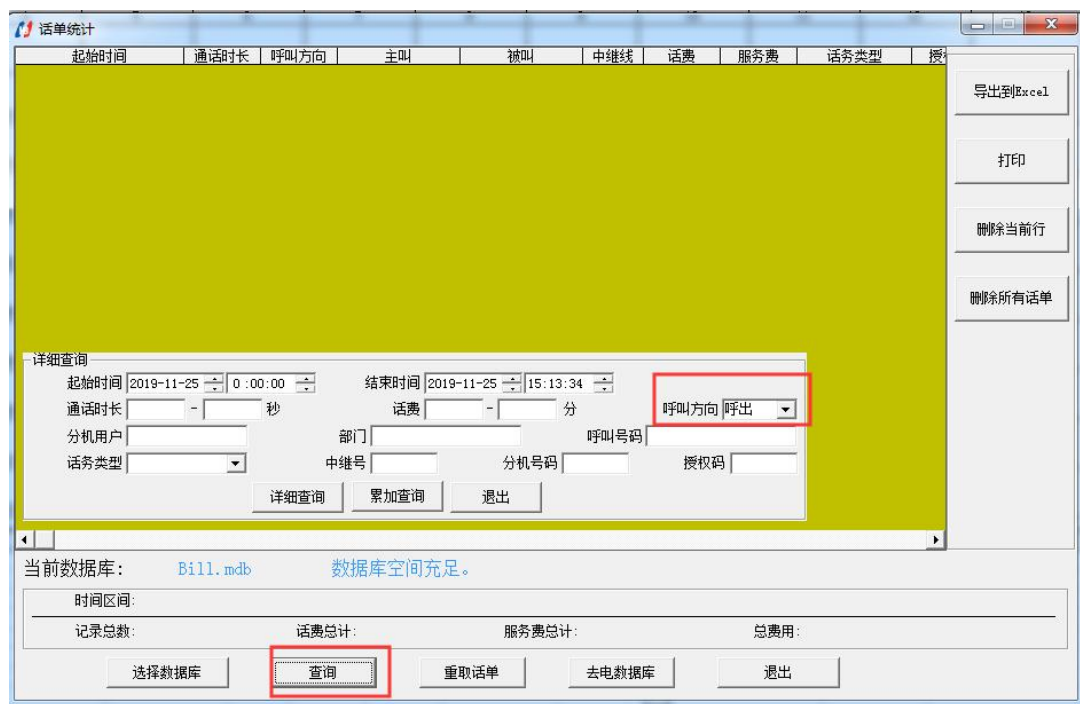 话单统计
起始时间 通话时长 呼叫方向 主叫 被叫 中继线 话费 服务费 话务类型
导出到Excel
打印
删除当前行
删除所有话单
详细查询
起始时间 2019-11-25 0:00:00 结束时间 2019-11-25 15:13:34
通话时长 - 秒 话费 - 分 呼叫方向 呼出
分机用户 部门 呼叫号码
话务类型 中继号 分机号码 授权码
详细查询 累加查询 退出
当前数据库： Bill.mdb 数据库空间充足。
时间区间:
记录总数: 话费总计: 服务费总计: 总费用:
选择数据库 查询 重取话单 去电数据库 退出